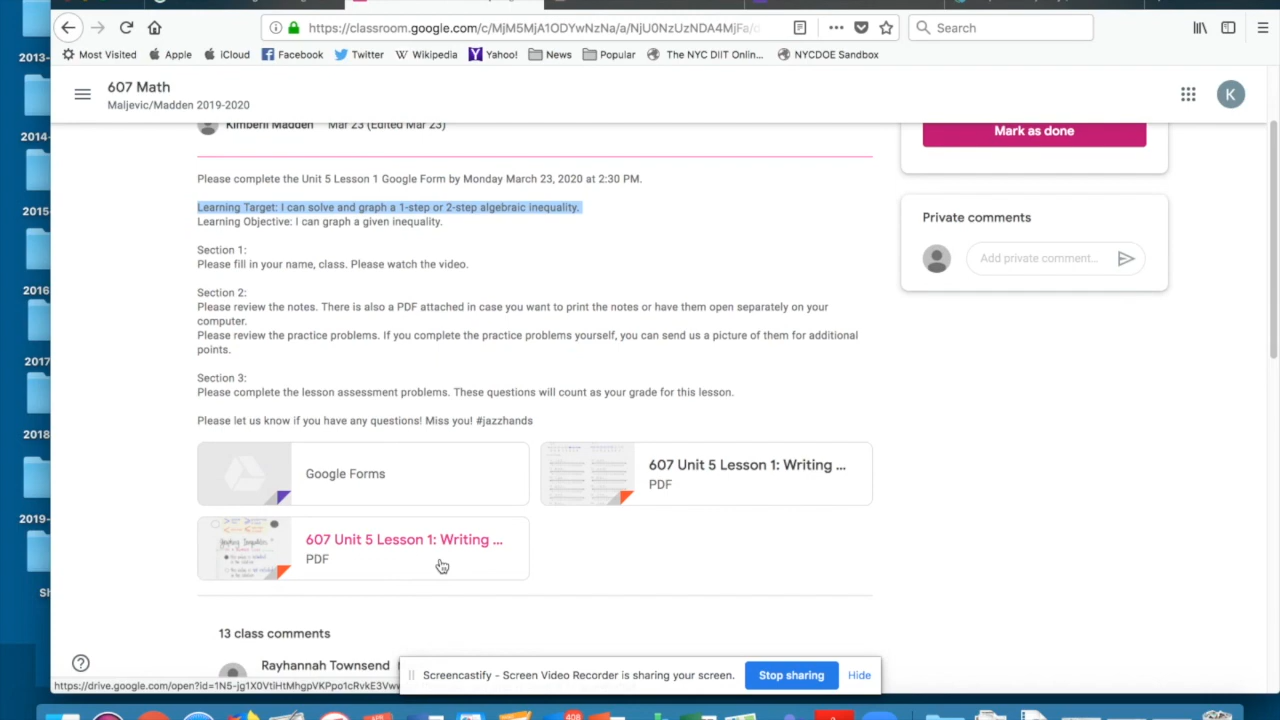 2013-
2014-
2015-
2016-
2017
2018
2019-
https://classroom.google.com/c/MjM5MjA1ODYwNzNa/a/NjU0NzUzNDA4MjFa/d
Search
Most Visited
Apple
iCloud
Facebook
Twitter
Wikipedia
Yahoo!
News
Popular
The NYC DIIT Onlin...
NYCDOE Sandbox
607 Math
Maljevic/Madden 2019-2020
K
Kimberli Madden Mar 23 (Edited Mar 23)
Mark as done
Please complete the Unit 5 Lesson 1 Google Form by Monday March 23, 2020 at 2:30 PM.
Learning Target: I can solve and graph a 1-step or 2-step algebraic inequality.
Learning Objective: I can graph a given inequality.
Private comments
Add private comment...
Section 1:
Please fill in your name, class. Please watch the video.
Section 2:
Please review the notes. There is also a PDF attached in case you want to print the notes or have them open separately on your
computer.
Please review the practice problems. If you complete the practice problems yourself, you can send us a picture of them for additional
points.
Section 3:
Please complete the lesson assessment problems. These questions will count as your grade for this lesson.
Please let us know if you have any questions! Miss you! #jazzhands
Google Forms
607 Unit 5 Lesson 1: Writing ...
PDF
607 Unit 5 Lesson 1: Writing ...
PDF
13 class comments
Rayhannah Townsend
Screencastify - Screen Video Recorder is sharing your screen.
Stop sharing
Hide
408